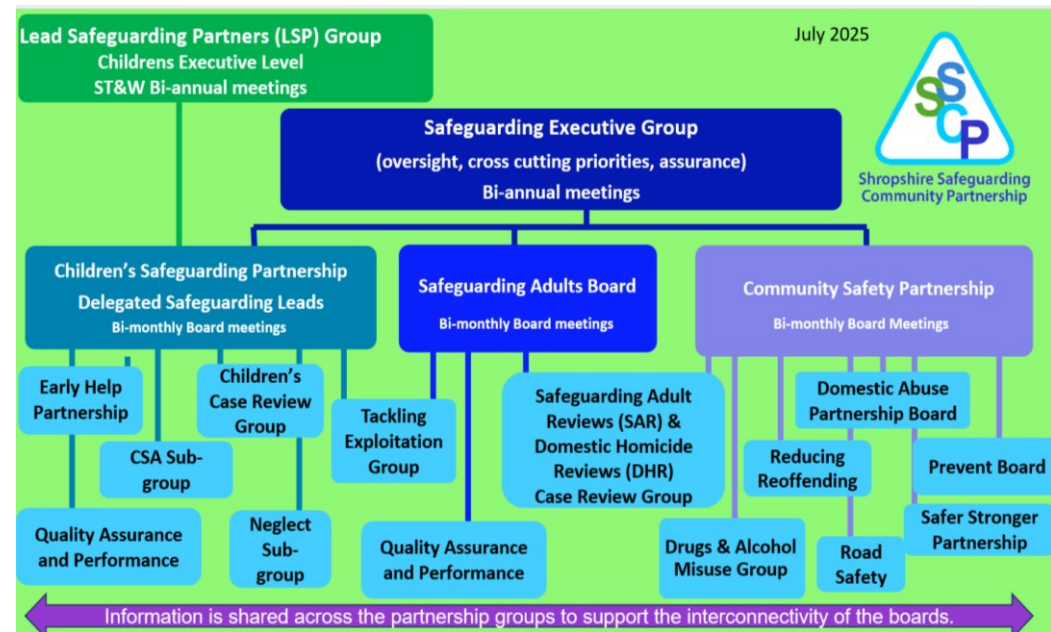 Lead Safeguarding Partners (LSP) Group
Childrens Executive Level
ST&W Bi-annual meetings
July 2025
SSCP
Shropshire Safeguarding
Community Partnership
Safeguarding Executive Group
(oversight, cross cutting priorities, assurance)
Bi-annual meetings
Children’s Safeguarding Partnership
Delegated Safeguarding Leads
Bi-monthly Board meetings
Safeguarding Adults Board
Bi-monthly Board meetings
Community Safety Partnership
Bi-monthly Board Meetings
Early Help
Partnership
CSA Sub-
group
Children’s
Case Review
Group
Tackling
Exploitation
Group
Safeguarding Adult
Reviews (SAR) &
Domestic Homicide
Reviews (DHR)
Case Review Group
Reducing
Reoffending
Domestic Abuse
Partnership Board
Prevent Board
Quality Assurance
and Performance
Neglect
Sub-
group
Quality Assurance
and Performance
Drugs & Alcohol
Misuse Group
Road
Safety
Safer Stronger
Partnership
Information is shared across the partnership groups to support the interconnectivity of the boards.